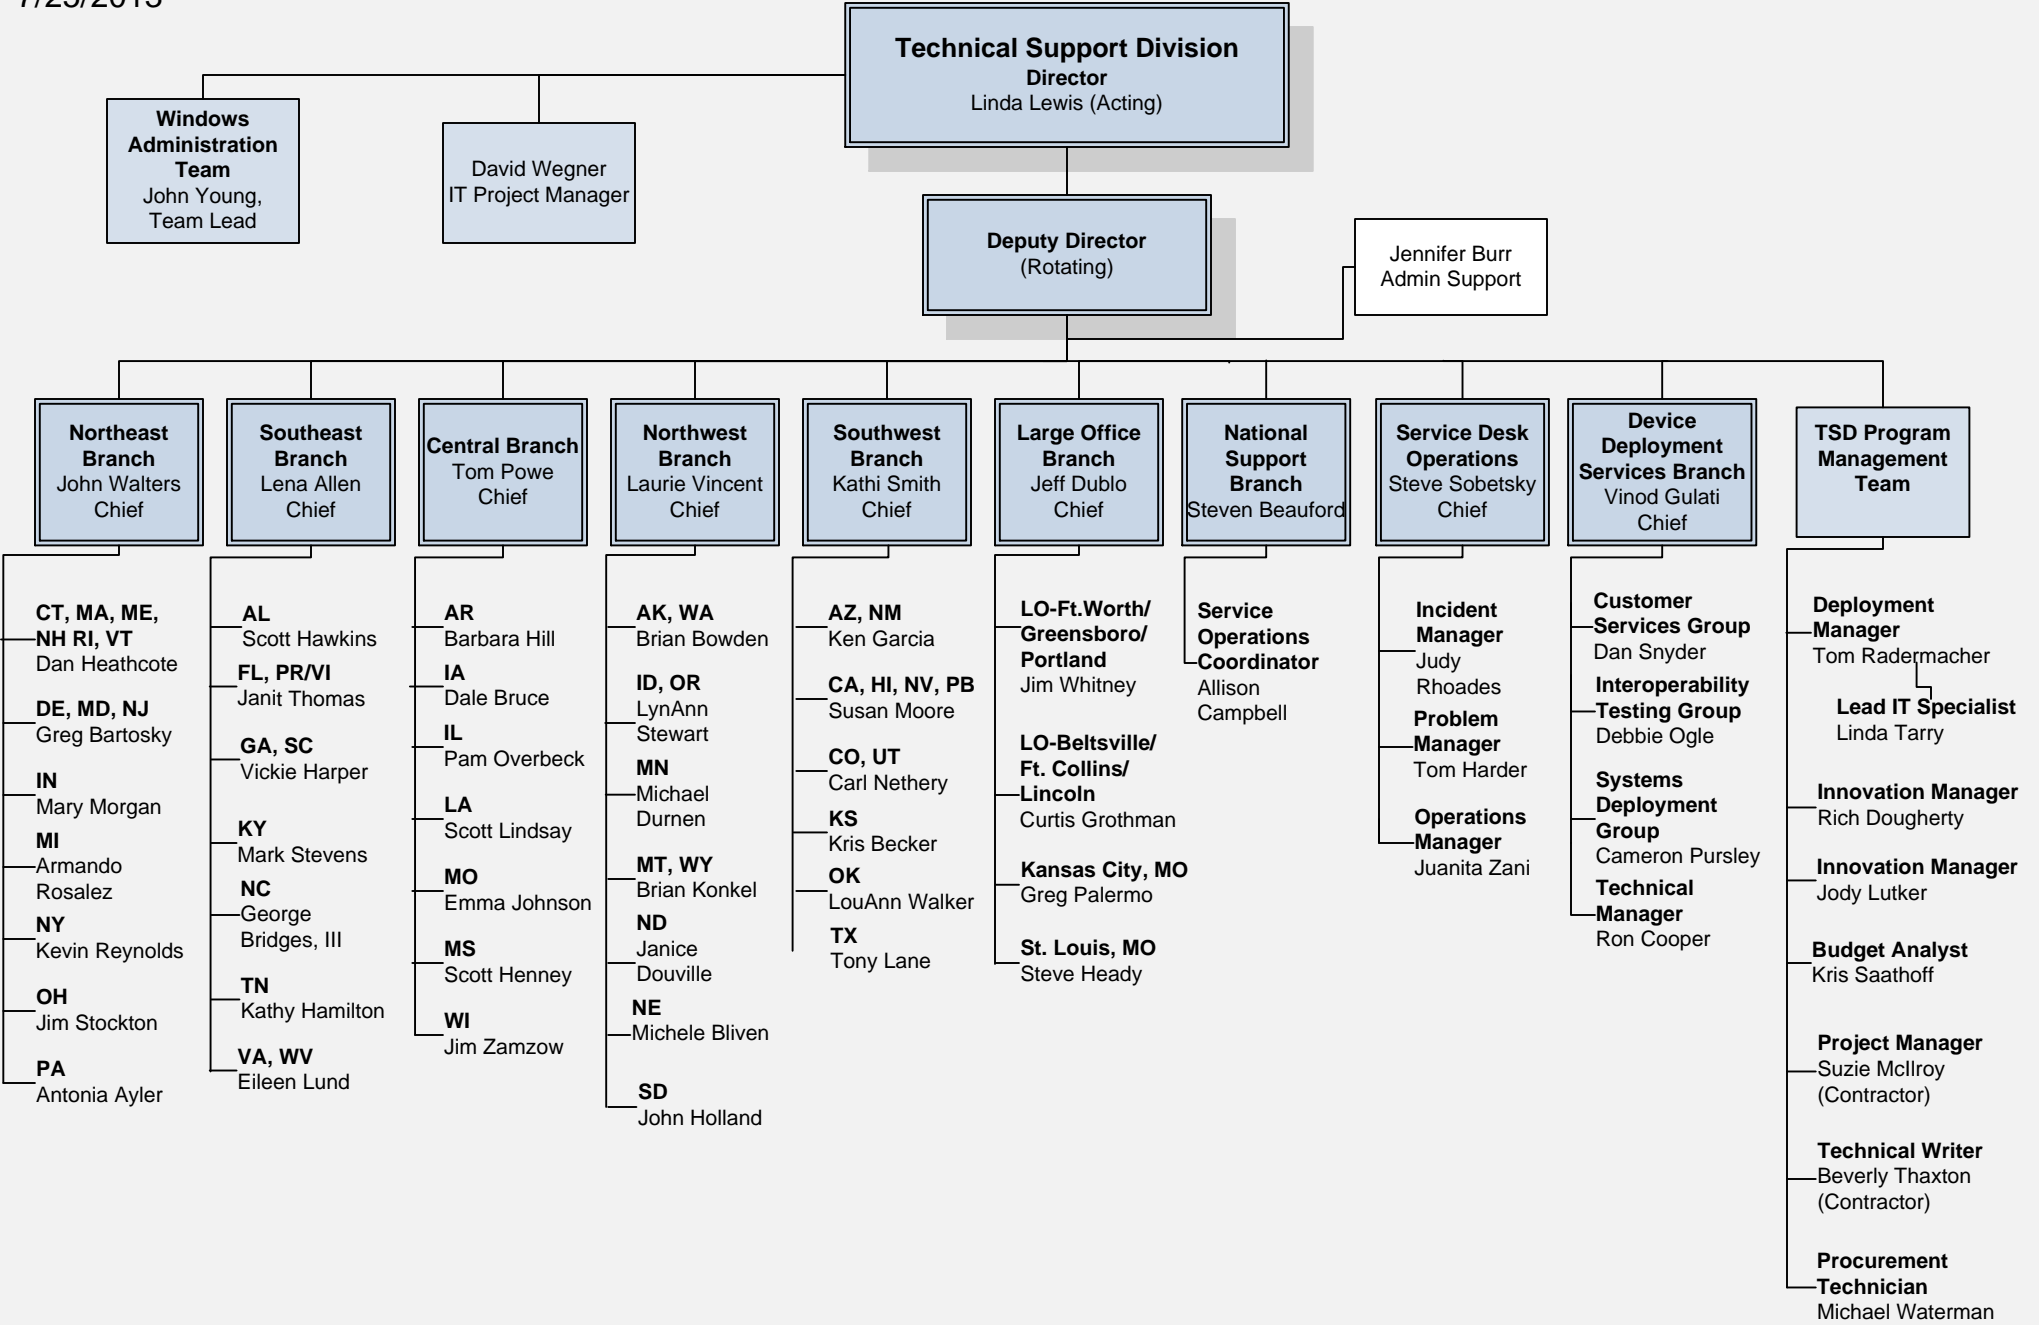 7/25/2013
Technical Support Division
Director
Linda Lewis (Acting)
Windows
Administration
Team
John Young,
Team Lead
David Wegner
IT Project Manager
Deputy Director
(Rotating)
Jennifer Burr
Admin Support
Northeast
Branch
John Walters
Chief
CT, MA, ME,
NH RI, VT
Dan Heathcote
DE, MD, NJ
Greg Bartosky
IN
Mary Morgan
MI
Armando
Rosalez
NY
Kevin Reynolds
OH
Jim Stockton
PA
Antonia Ayler
Southeast
Branch
Lena Allen
Chief
AL
Scott Hawkins
FL, PR/VI
Janit Thomas
GA, SC
Vickie Harper
KY
Mark Stevens
NC
George
Bridges, III
TN
Kathy Hamilton
VA, WV
Eileen Lund
Central Branch
Tom Powe
Chief
AR
Barbara Hill
IA
Dale Bruce
IL
Pam Overbeck
LA
Scott Lindsay
MO
Emma Johnson
MS
Scott Henney
WI
Jim Zamzow
Northwest
Branch
Laurie Vincent
Chief
AK, WA
Brian Bowden
ID, OR
LynAnn
Stewart
MN
Michael
Durnen
MT, WY
Brian Konkel
ND
Janice
Douville
NE
Michele Bliven
SD
John Holland
Southwest
Branch
Kathi Smith
Chief
AZ, NM
Ken Garcia
CA, HI, NV, PB
Susan Moore
CO, UT
Carl Nethery
KS
Kris Becker
OK
LouAnn Walker
TX
Tony Lane
Large Office
Branch
Jeff Dublo
Chief
LO-Ft.Worth/
Greensboro/
Portland
Jim Whitney
LO-Beltsville/
Ft. Collins/
Lincoln
Curtis Grothman
Kansas City, MO
Greg Palermo
St. Louis, MO
Steve Heady
National
Support
Branch
Steven Beauford
Service
Operations
Coordinator
Allison
Campbell
Service Desk
Operations
Steve Sobetsky
Chief
Incident
Manager
Judy
Rhoades
Problem
Manager
Tom Harder
Operations
Manager
Juanita Zani
Device
Deployment
Services Branch
Vinod Gulati
Chief
Customer
Services Group
Dan Snyder
Interoperability
Testing Group
Debbie Ogle
Systems
Deployment
Group
Cameron Pursley
Technical
Manager
Ron Cooper
TSD Program
Management
Team
Deployment
Manager
Tom Radermacher
Lead IT Specialist
Linda Tarry
Innovation Manager
Rich Dougherty
Innovation Manager
Jody Lutker
Budget Analyst
Kris Saathoff
Project Manager
Suzie McIlroy
(Contractor)
Technical Writer
Beverly Thaxton
(Contractor)
Procurement
Technician
Michael Waterman